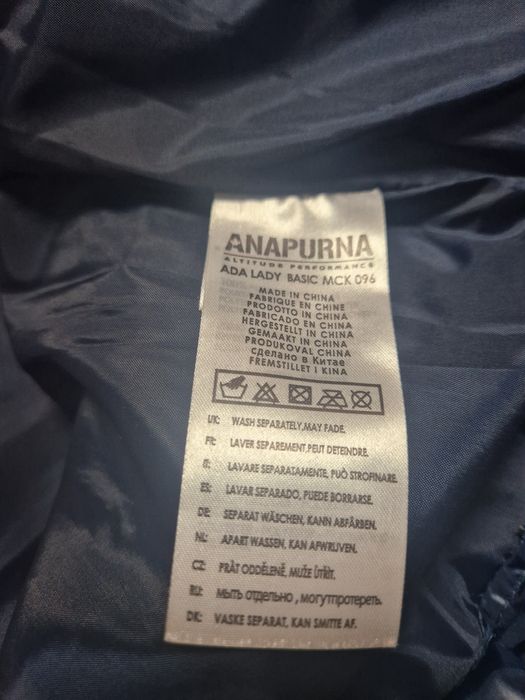 ANAPURNA
ALTITUDE PERFORMANCE
ADA LADY BASIC MCK 096
MADE IN CHINA
FABRIQUE EN CHINE
PRODOTTO IN CHINA
FABRICADO EN CHINA
HERGESTELLT IN CHINA
GEMAAKT IN CHINA
PRODUKOVAL CHINA
сделано в Китае
FREMSTILLET I KINA
UK: WASH SEPARATELY,MAY FADE.
FR: LAVER SEPAREMENT,PEUT DETEINDRE.
IT: LAVARE SEPARATAMENTE, PUÒ STROFINARE.
ES: LAVAR SEPARADO, PUEDE BORRARSE.
DE: SEPARAT WÄSCHEN, KANN ABFÄRBEN.
NL: APART WASSEN, KAN AFWRIJVEN.
CZ: PRÁT ODDĚLENĚ, MUŽE ÚTŘÍT.
RU: мыть отдельно , могутпротереть.
DK: VASKE SEPARAT, KAN SMITTE AF.